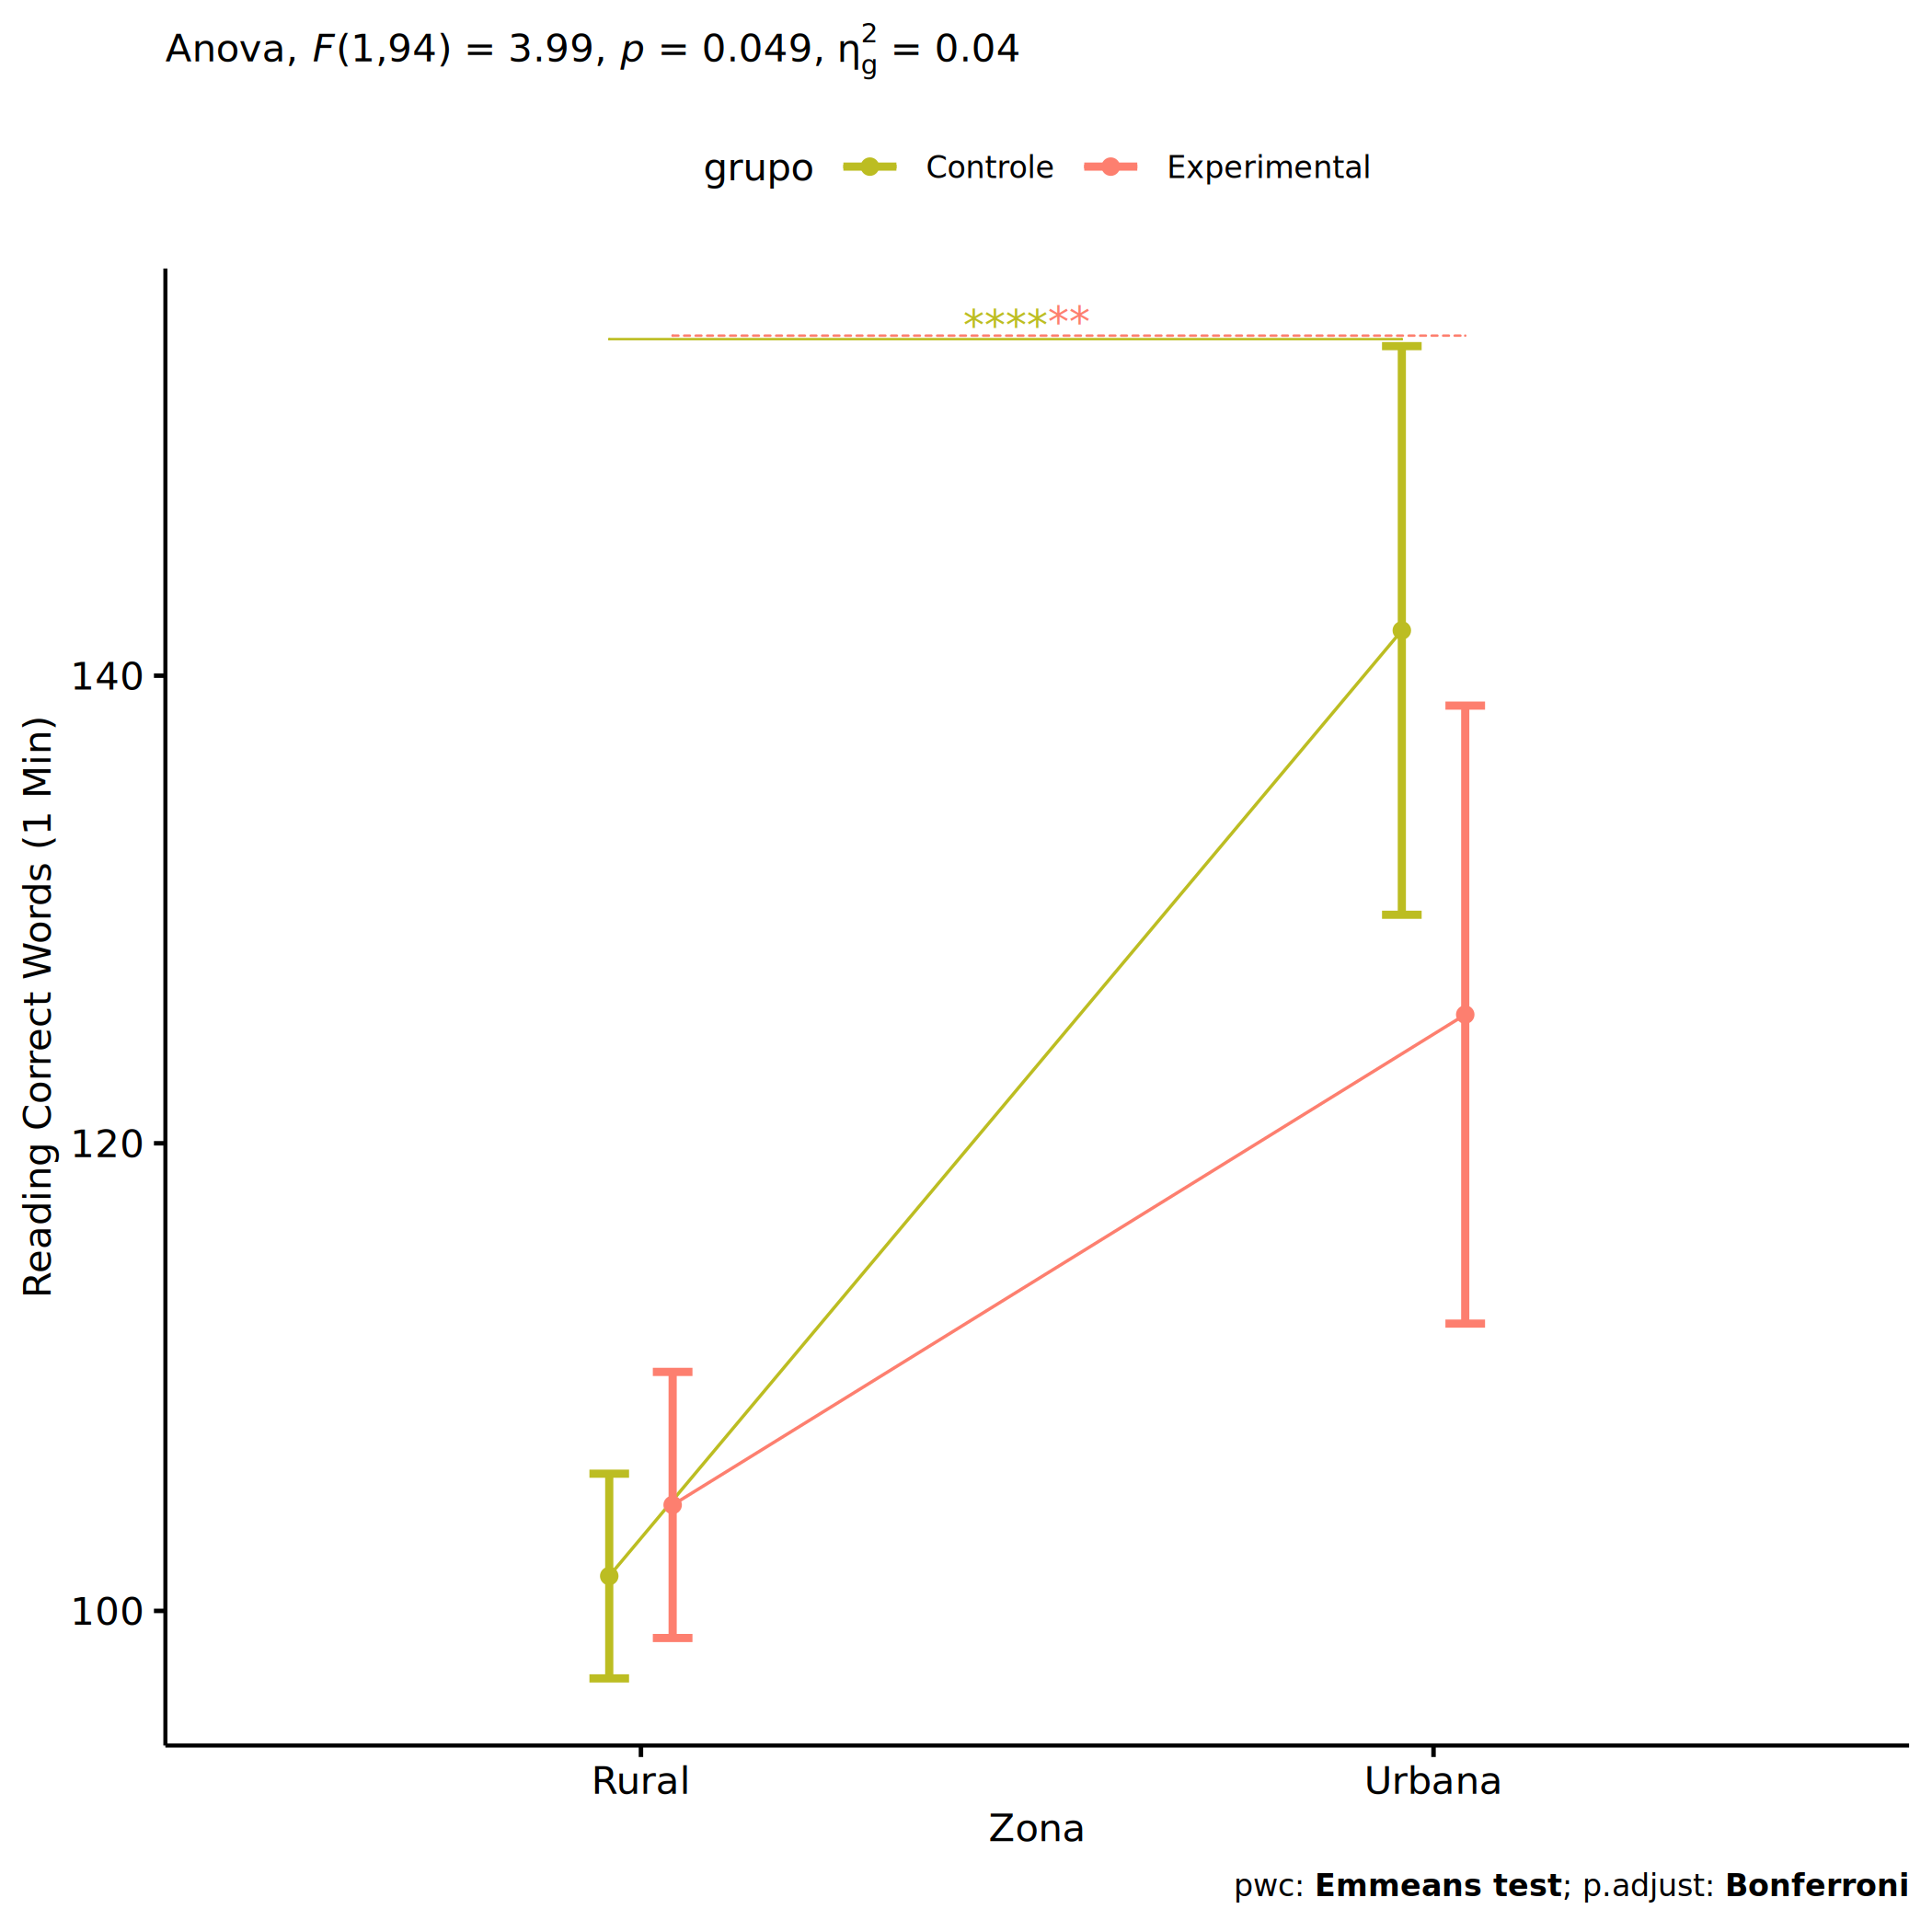 Anova, F(1,94) = 3.99, p = 0.049, η2g = 0.04
grupo Controle Experimental
******
140
120
100
Reading Correct Words (1 Min)
Rural Urbana
Zona
pwc: Emmeans test; p.adjust: Bonferroni